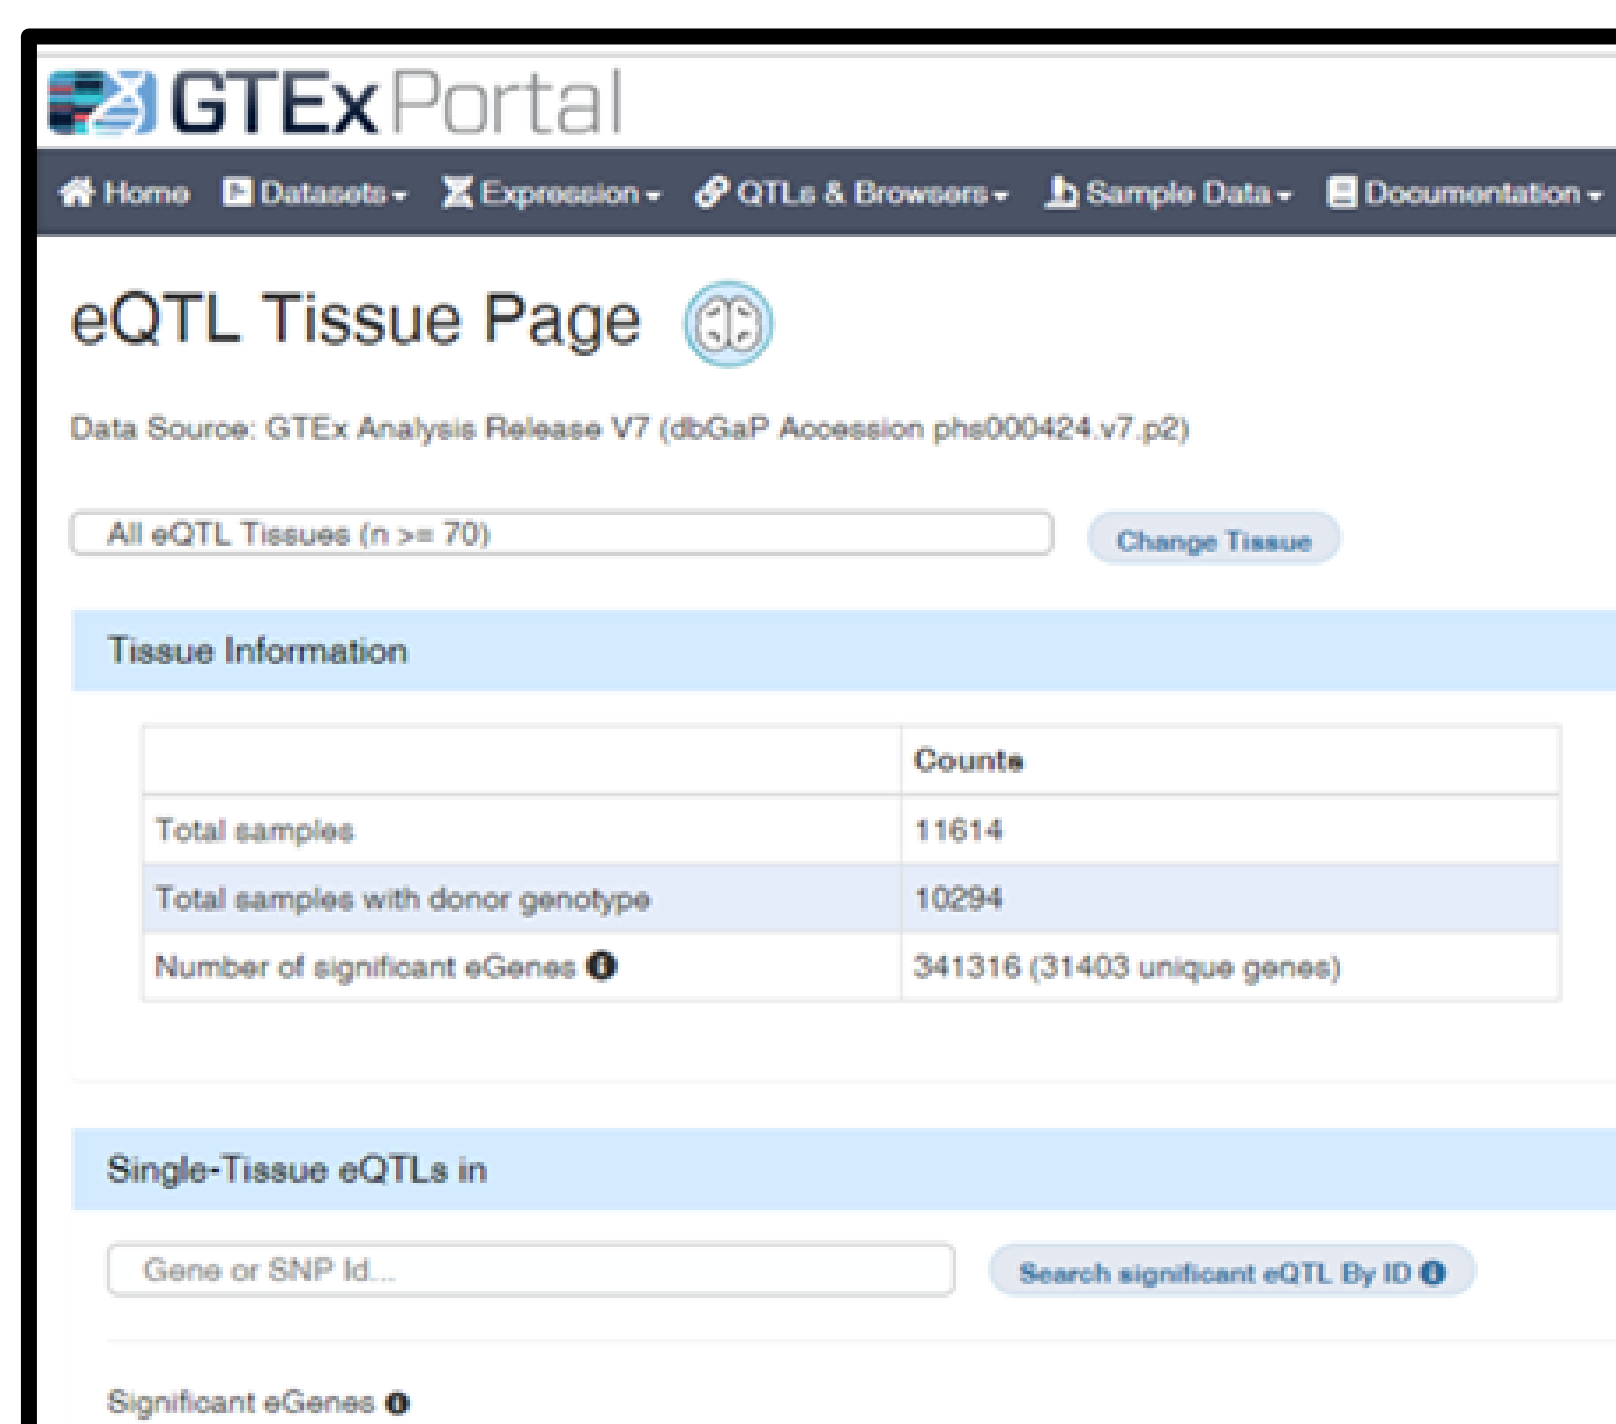 GTEx Portal
Home Datasets Expression QTLs & Browsers Sample Data Documentation
eQTL Tissue Page
Data Source: GTEx Analysis Release V7 (dbGaP Accession phs000424.v7.p2)
All eQTL Tissues (n >= 70) Change Tissue
Tissue Information
Counts
Total samples 11614
Total samples with donor genotype 10294
Number of significant eGenes 341316 (31403 unique genes)
Single-Tissue eQTLs in
Gene or SNP Id... Search significant eQTL By ID
Significant eGenes